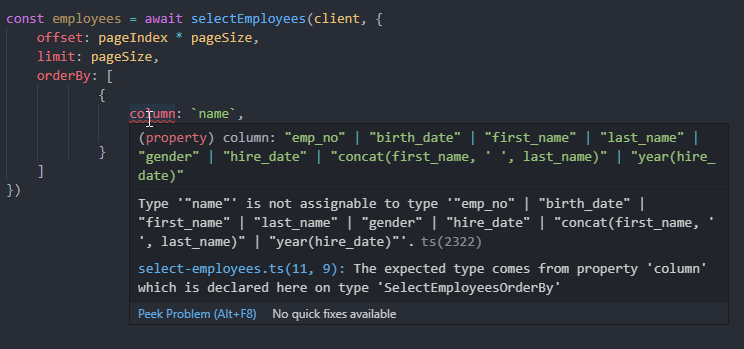 const employees = await selectEmployees(client, {
offset: pageIndex * pageSize,
limit: pageSize,
orderBy: [
{
column: `name`,
(property) column: "emp_no" | "birth_date" | "first_name" | "last_name" |
"gender" | "hire_date" | "concat(first_name, ' ', last_name)" | "year(hire_
date)"
Type '"name"' is not assignable to type '"emp_no" | "birth_date" |
"first_name" | "last_name" | "gender" | "hire_date" | "concat(first_name, '
', last_name)" | "year(hire_date)"'. ts(2322)
select-employees.ts(11, 9): The expected type comes from property 'column'
which is declared here on type 'SelectEmployeesOrderBy'
Peek Problem (Alt+F8) No quick fixes available
}
]
})